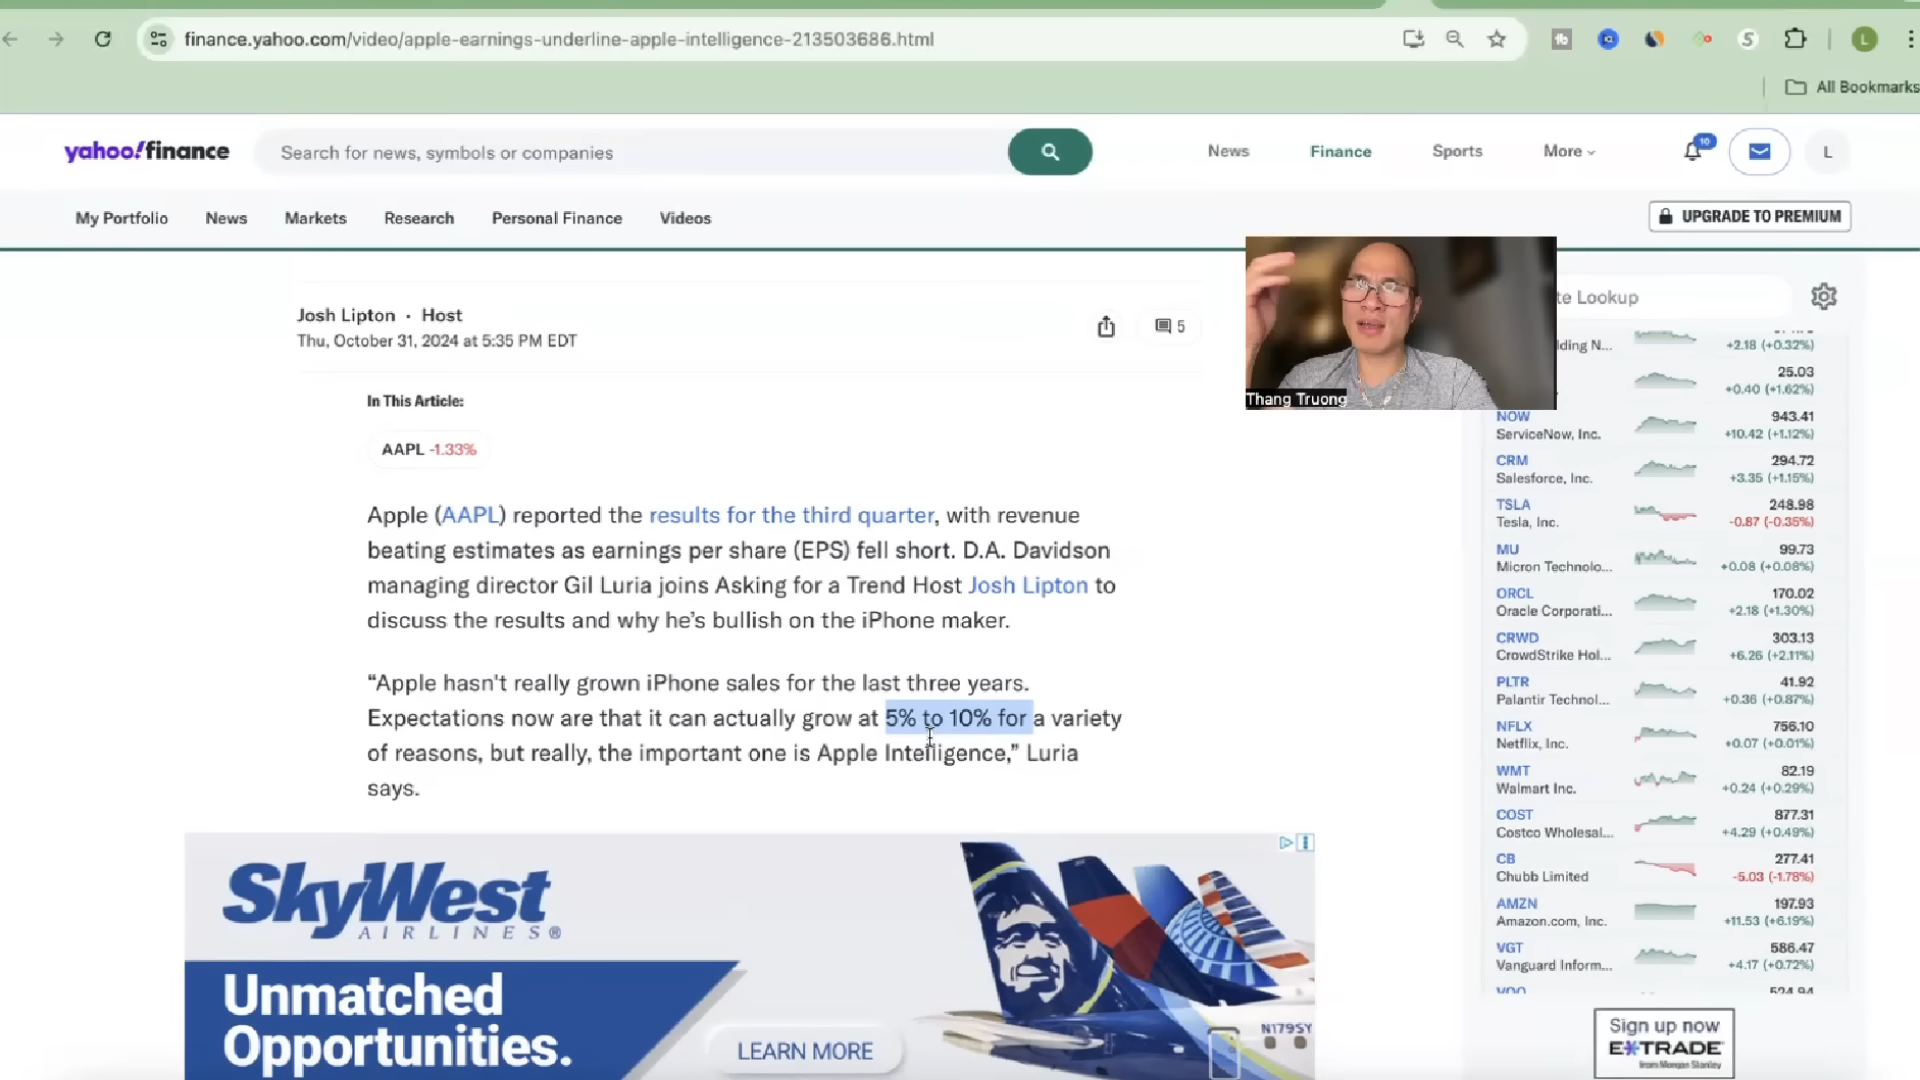 finance.yahoo.com/video/apple-earnings-underline-apple-intelligence-213503686.html
S
L
All Bookmarks
yahoo!finance
Search for news, symbols or companies
News
Finance
Sports
More
10
L
My Portfolio
News
Markets
Research
Personal Finance
Videos
UPGRADE TO PREMIUM
Josh Lipton · Host
Thu, October 31, 2024 at 5:35 PM EDT
5
Thang Truong
te Lookup
In This Article:
AAPL -1.33%
Apple (AAPL) reported the results for the third quarter, with revenue
beating estimates as earnings per share (EPS) fell short. D.A. Davidson
managing director Gil Luria joins Asking for a Trend Host Josh Lipton to
discuss the results and why he's bullish on the iPhone maker.
“Apple hasn't really grown iPhone sales for the last three years.
Expectations now are that it can actually grow at 5% to 10% for a variety
of reasons, but really, the important one is Apple Intelligence,” Luria
says.
lding N...
+2.18 (+0.32%)
25.03
+0.40 (+1.62%)
NOW
943.41
ServiceNow, Inc.
+10.42 (+1.12%)
CRM
294.72
Salesforce, Inc.
+3.35 (+1.15%)
TSLA
248.98
Tesla, Inc.
-0.87 (-0.35%)
MU
99.73
Micron Technolo...
+0.08 (+0.08%)
ORCL
170.02
Oracle Corporati...
+2.18 (+1.30%)
CRWD
303.13
CrowdStrike Hol...
+6.26 (+2.11%)
PLTR
41.92
Palantir Technol...
+0.36 (+0.87%)
NFLX
756.10
Netflix, Inc.
+0.07 (+0.01%)
WMT
82.19
Walmart Inc.
+0.24 (+0.29%)
COST
877.31
Costco Wholesal...
+4.29 (+0.49%)
CB
277.41
Chubb Limited
-5.03 (-1.78%)
AMZN
197.93
Amazon.com, Inc.
+11.53 (+6.19%)
VGT
586.47
Vanguard Inform...
+4.17 (+0.72%)
VOO
524.94
SkyWest
AIRLINES®
Unmatched
Opportunities.
LEARN MORE
N179SY
Sign up now
E*TRADE
from Morgan Stanley